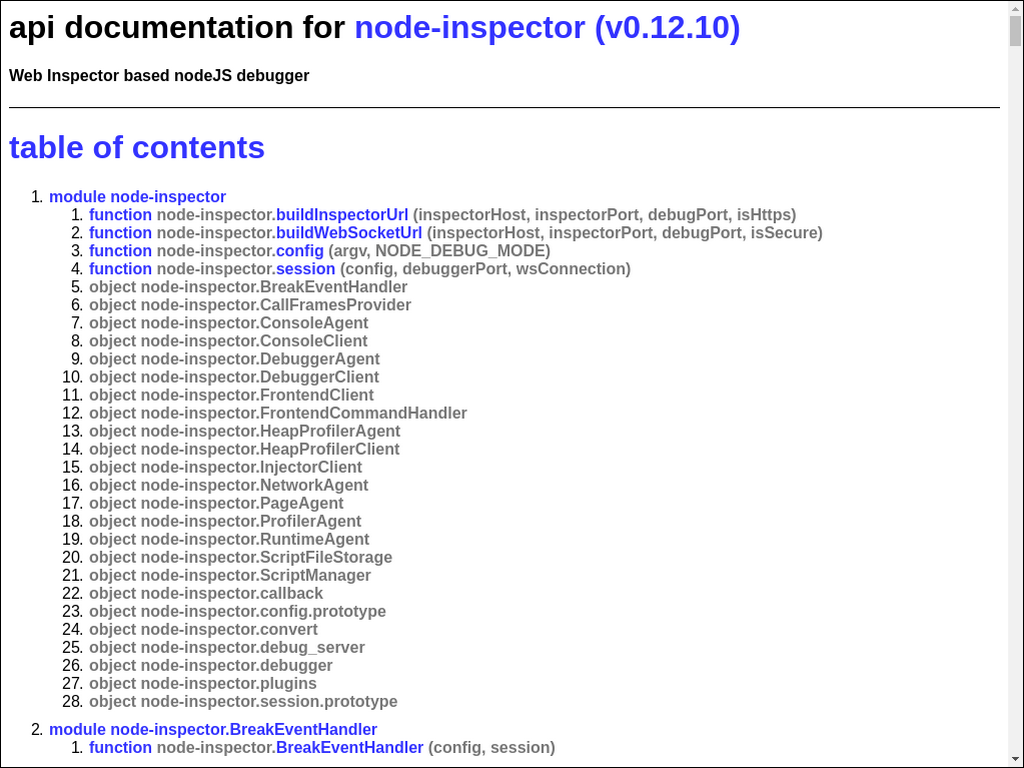 api documentation for node-inspector (v0.12.10)
Web Inspector based nodeJS debugger
table of contents
1. module node-inspector
1. function node-inspector.buildInspectorUrl (inspectorHost, inspectorPort, debugPort, isHttps)
2. function node-inspector.buildWebSocketUrl (inspectorHost, inspectorPort, debugPort, isSecure)
3. function node-inspector.config (argv, NODE_DEBUG_MODE)
4. function node-inspector.session (config, debuggerPort, wsConnection)
5. object node-inspector.BreakEventHandler
6. object node-inspector.CallFramesProvider
7. object node-inspector.ConsoleAgent
8. object node-inspector.ConsoleClient
9. object node-inspector.DebuggerAgent
10. object node-inspector.DebuggerClient
11. object node-inspector.FrontendClient
12. object node-inspector.FrontendCommandHandler
13. object node-inspector.HeapProfilerAgent
14. object node-inspector.HeapProfilerClient
15. object node-inspector.InjectorClient
16. object node-inspector.NetworkAgent
17. object node-inspector.PageAgent
18. object node-inspector.ProfilerAgent
19. object node-inspector.RuntimeAgent
20. object node-inspector.ScriptFileStorage
21. object node-inspector.ScriptManager
22. object node-inspector.callback
23. object node-inspector.config.prototype
24. object node-inspector.convert
25. object node-inspector.debug_server
26. object node-inspector.debugger
27. object node-inspector.plugins
28. object node-inspector.session.prototype
2. module node-inspector.BreakEventHandler
1. function node-inspector.BreakEventHandler (config, session)